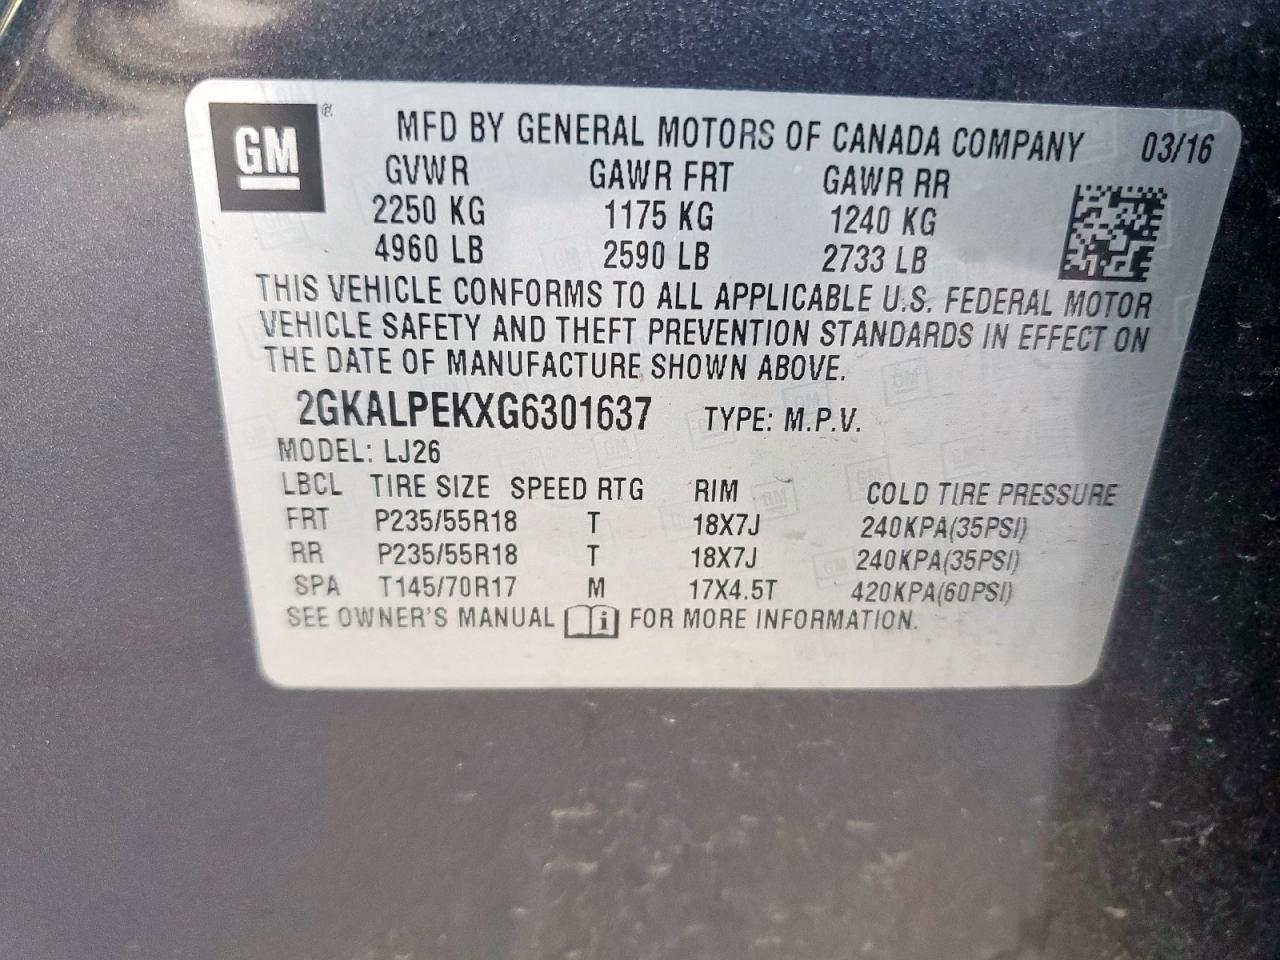 GM ®
MFD BY GENERAL MOTORS OF CANADA COMPANY 03/16
GVWR GAWR FRT GAWR RR
2250 KG 1175 KG 1240 KG
4960 LB 2590 LB 2733 LB
THIS VEHICLE CONFORMS TO ALL APPLICABLE U.S. FEDERAL MOTOR
VEHICLE SAFETY AND THEFT PREVENTION STANDARDS IN EFFECT ON
THE DATE OF MANUFACTURE SHOWN ABOVE.
2GKALPEKXG6301637 TYPE: M.P.V.
MODEL: LJ26
LBCL TIRE SIZE SPEED RTG RIM COLD TIRE PRESSURE
FRT P235/55R18 T 18X7J 240KPA(35PSI)
RR P235/55R18 T 18X7J 240KPA(35PSI)
SPA T145/70R17 M 17X4.5T 420KPA(60PSI)
SEE OWNER'S MANUAL i FOR MORE INFORMATION.